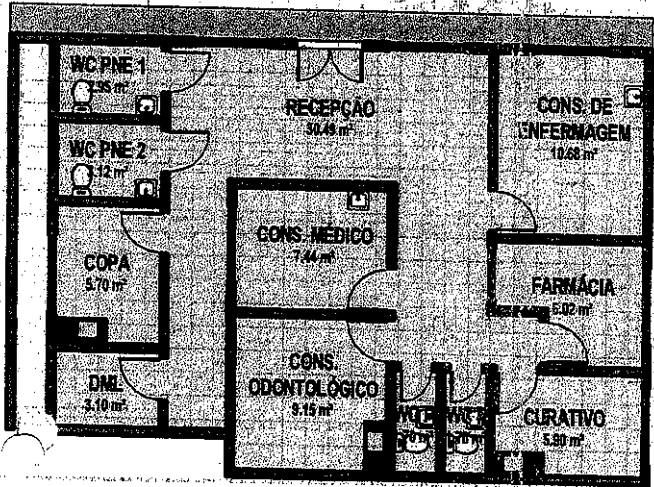 WC PNE 1
RECEPÇÃO
30.49 m²
CONS. DE
ENFERMAGEM
10.68 m²
WC PNE 2
CONS. MÉDICO
7.44 m²
COPA
5.70 m²
FARMÁCIA
5.02 m²
CONS.
ODONTOLÓGICO
9.15 m²
DML
3.10 m²
CURATIVO
5.90 m²